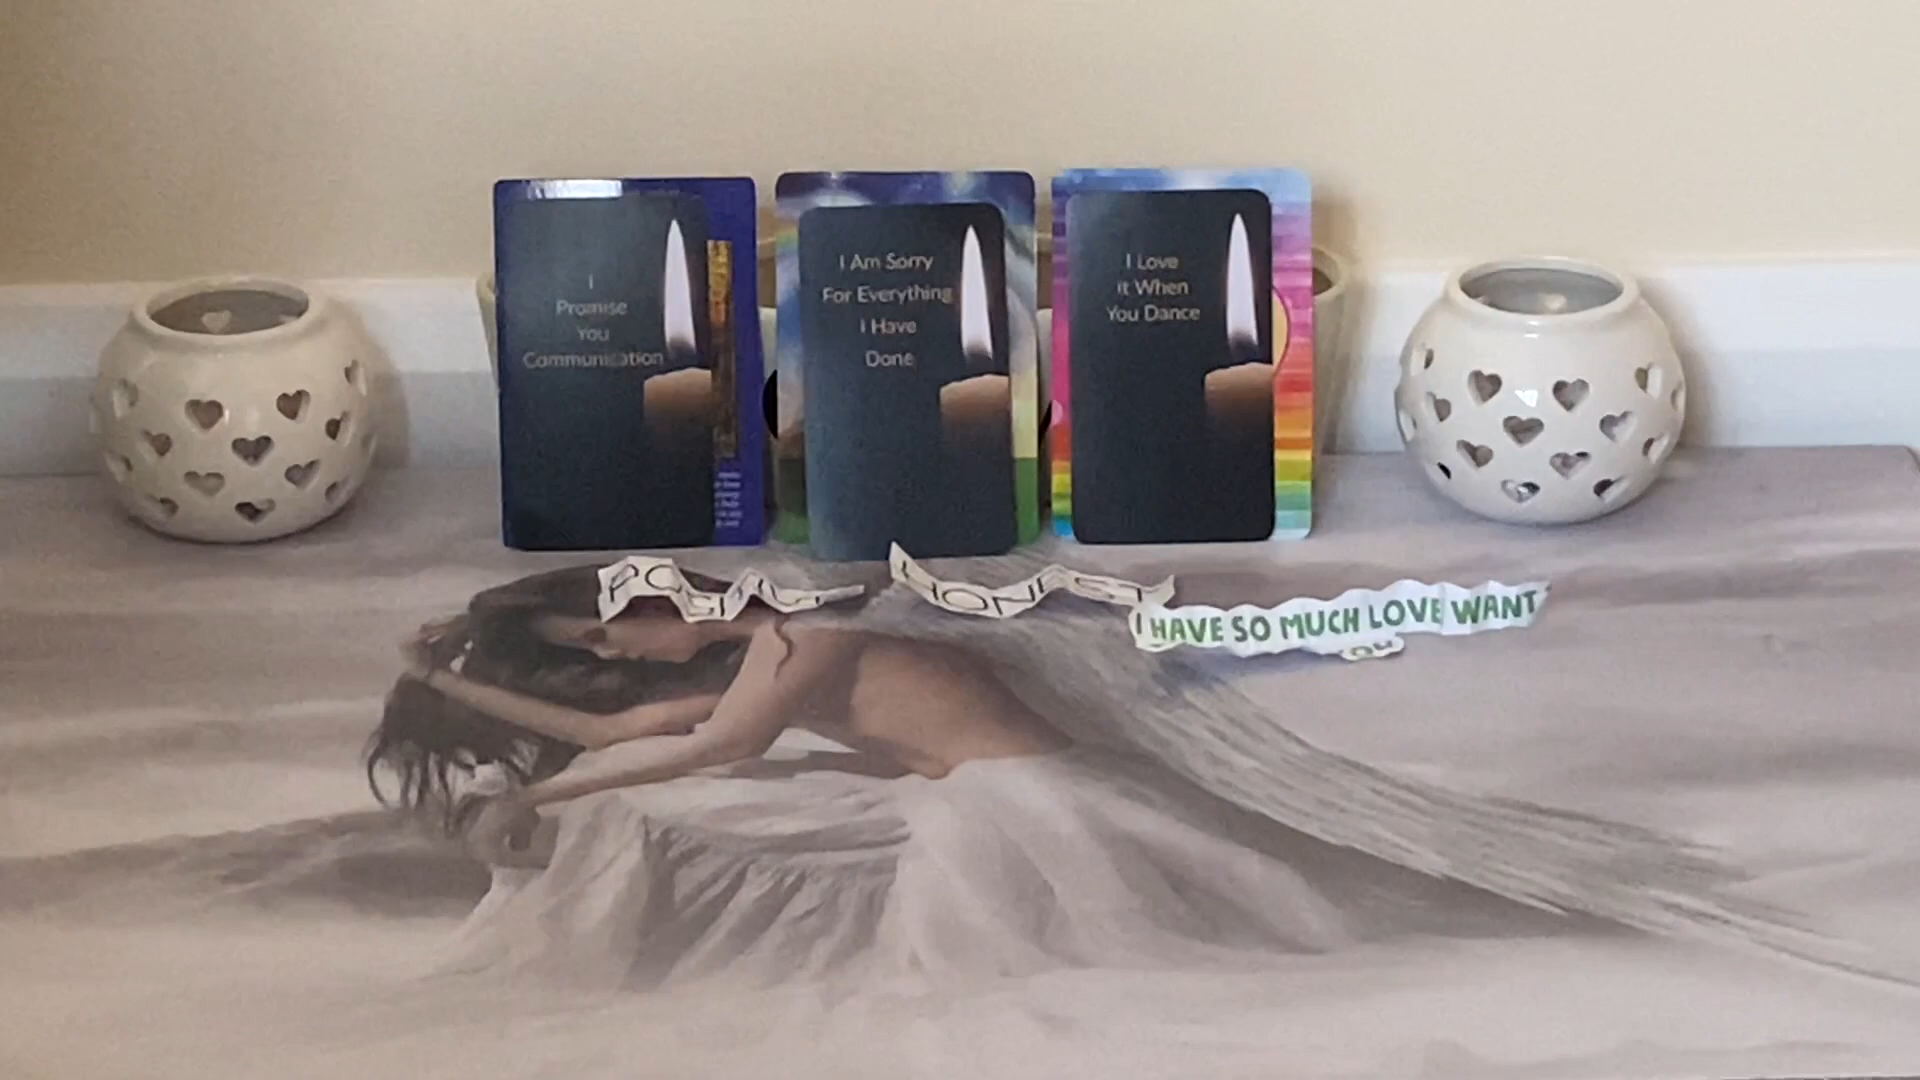 I
Promise
You
Communication
I Am Sorry
For Everything
I Have
Done
I Love
it When
You Dance
HONEST
I HAVE SO MUCH LOVE WANT